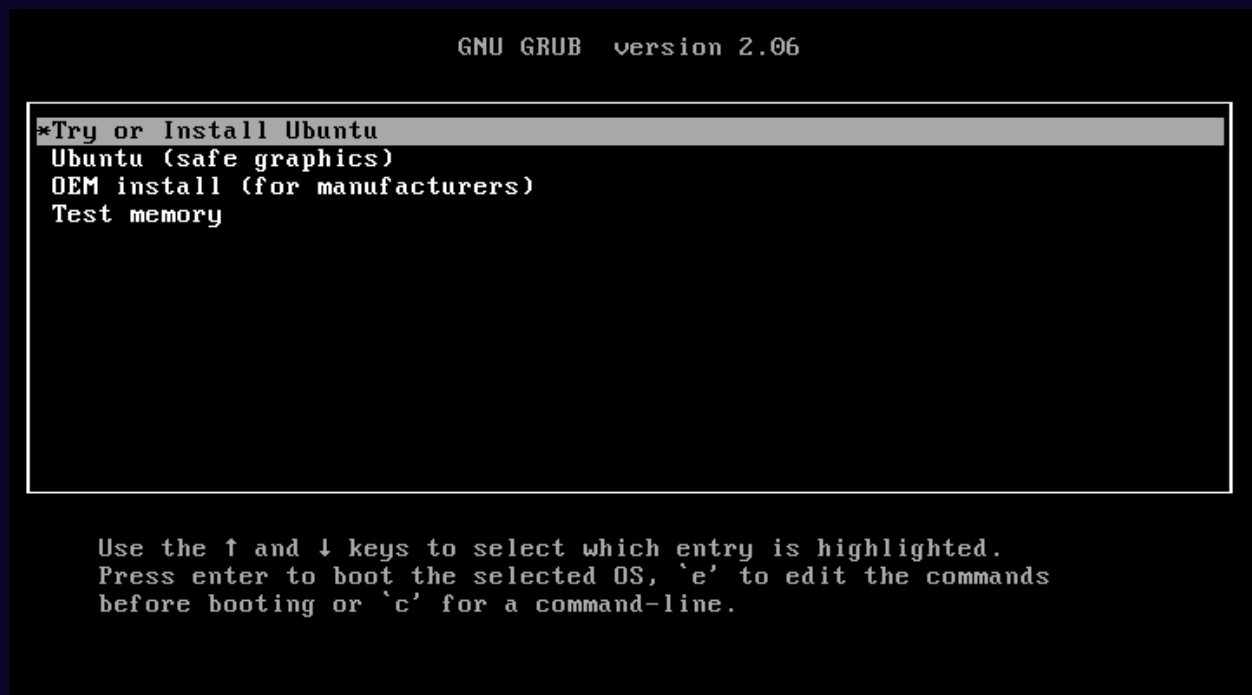 GNU GRUB  version 2.06
*Try or Install Ubuntu
Ubuntu (safe graphics)
OEM install (for manufacturers)
Test memory
Use the ↑ and ↓ keys to select which entry is highlighted.
Press enter to boot the selected OS, `e' to edit the commands
before booting or `c' for a command-line.